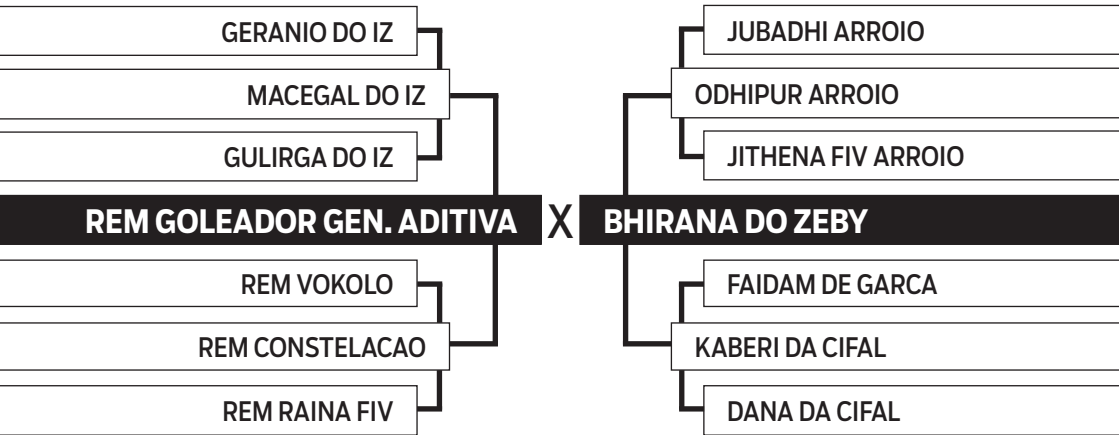 GERANIO DO IZ
JUBADHI ARROIO
MACEGAL DO IZ
ODHIPUR ARROIO
GULIRGA DO IZ
JITHENA FIV ARROIO
REM GOLEADOR GEN. ADITIVA X BHIRANA DO ZEBY
REM VOKOLO
FAIDAM DE GARCA
REM CONSTELACAO
KABERI DA CIFAL
REM RAINA FIV
DANA DA CIFAL